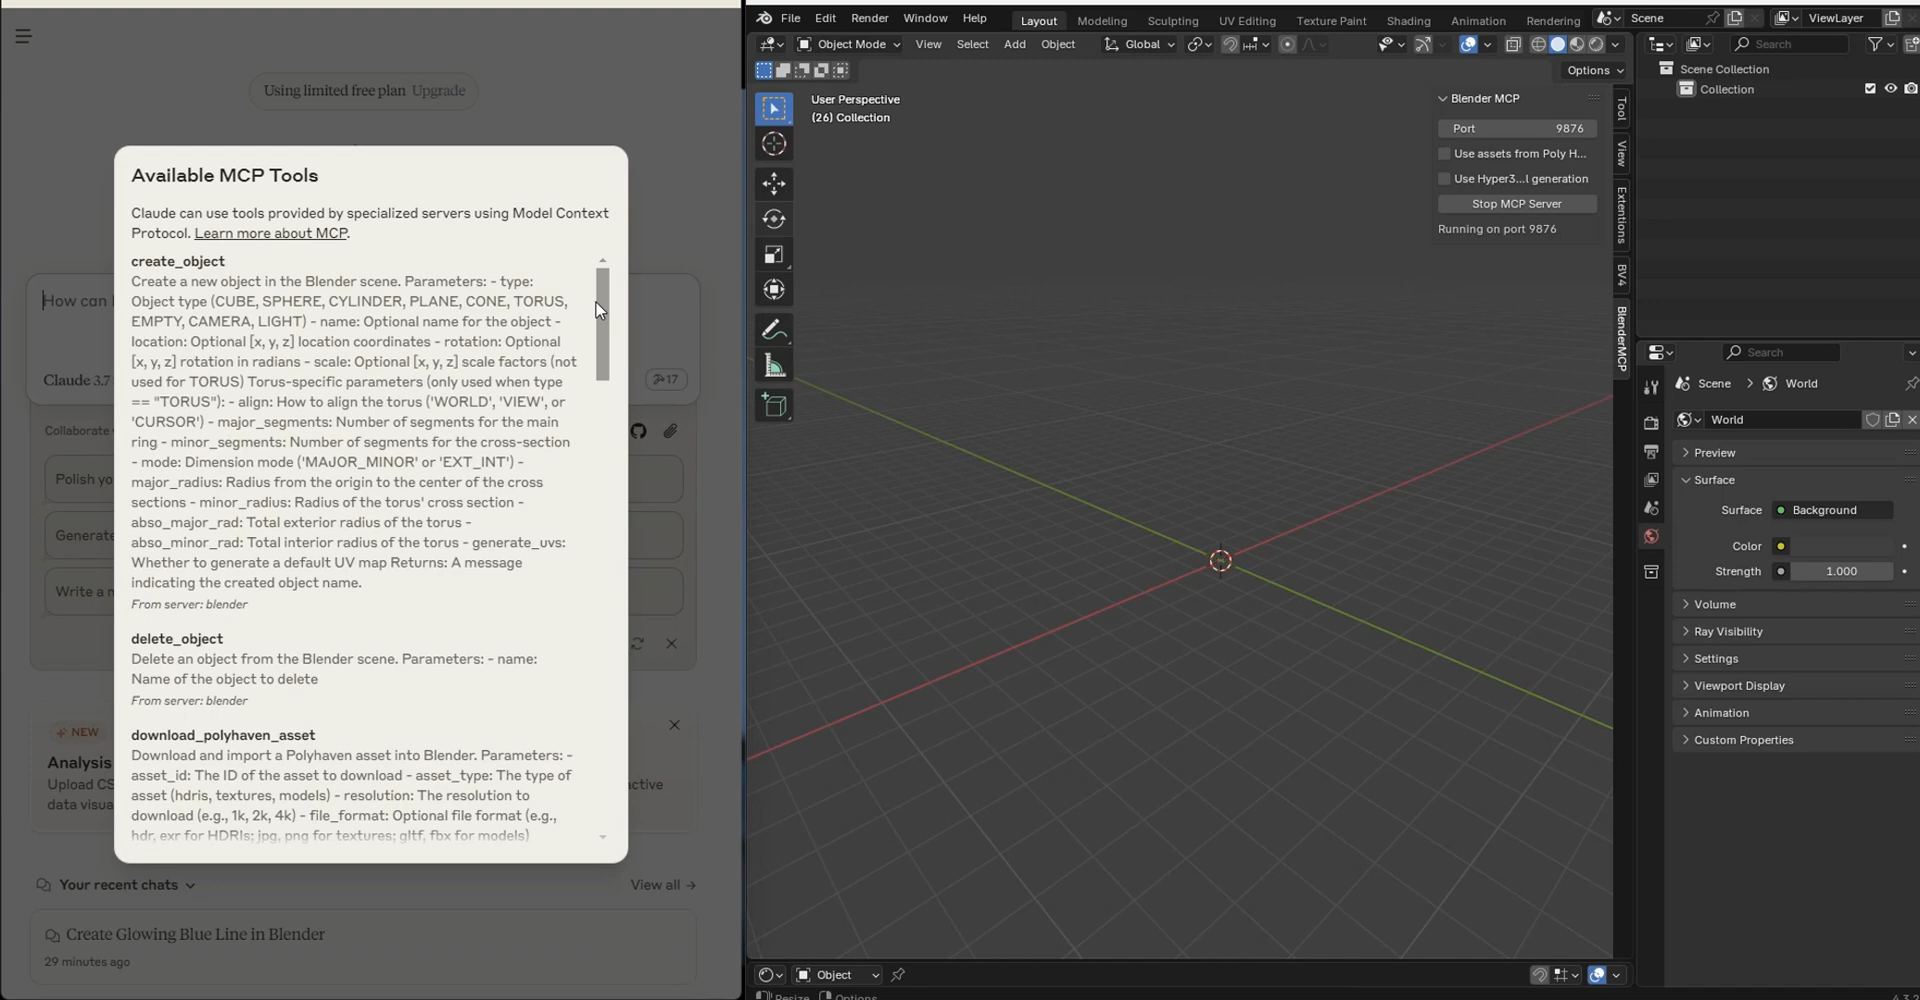 Using limited free plan Upgrade
Available MCP Tools
Claude can use tools provided by specialized servers using Model Context
Protocol. Learn more about MCP.
create_object
Create a new object in the Blender scene. Parameters: - type:
Object type (CUBE, SPHERE, CYLINDER, PLANE, CONE, TORUS,
EMPTY, CAMERA, LIGHT) - name: Optional name for the object -
location: Optional [x, y, z] location coordinates - rotation: Optional
[x, y, z] rotation in radians - scale: Optional [x, y, z] scale factors (not
used for TORUS) Torus-specific parameters (only used when type
== "TORUS"): - align: How to align the torus ('WORLD', 'VIEW', or
'CURSOR') - major_segments: Number of segments for the main
ring - minor_segments: Number of segments for the cross-section
- mode: Dimension mode ('MAJOR_MINOR' or 'EXT_INT') -
major_radius: Radius from the origin to the center of the cross
sections - minor_radius: Radius of the torus' cross section -
abso_major_rad: Total exterior radius of the torus -
abso_minor_rad: Total interior radius of the torus - generate_uvs:
Whether to generate a default UV map Returns: A message
indicating the created object name.
From server: blender
delete_object
Delete an object from the Blender scene. Parameters: - name:
Name of the object to delete
From server: blender
download_polyhaven_asset
Download and import a Polyhaven asset into Blender. Parameters: -
asset_id: The ID of the asset to download - asset_type: The type of
asset (hdris, textures, models) - resolution: The resolution to
download (e.g., 1k, 2k, 4k) - file_format: Optional file format (e.g.,
hdr, exr for HDRIs; jpg, png for textures; gltf, fbx for models)
How can
Claude 3.7
17
Collaborate
Polish yo
Generate
Write a n
NEW
Analysis
Upload CS
active
data visua
Your recent chats
View all
Create Glowing Blue Line in Blender
29 minutes ago
File Edit Render Window Help
Layout Modeling Sculpting UV Editing Texture Paint Shading Animation Rendering
Scene
ViewLayer
Object Mode View Select Add Object Global
Search
Options
User Perspective
(26) Collection
Blender MCP
Port 9876
Use assets from Poly H...
Use Hyper3...l generation
Stop MCP Server
Running on port 9876
Tool
View
Extentions
BV4
BlenderMCP
Scene Collection
Collection
Search
Scene World
World
Preview
Surface
Surface Background
Color
Strength 1.000
Volume
Ray Visibility
Settings
Viewport Display
Animation
Custom Properties
Object
Resize Options